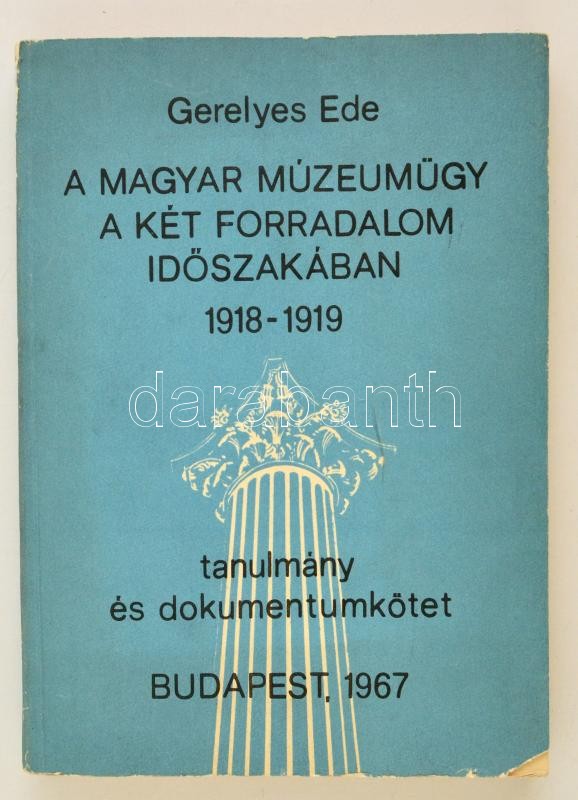 Gerelyes Ede
A MAGYAR MÚZEUMÜGY
A KÉT FORRADALOM
IDŐSZAKÁBAN
1918-1919
darabanth
tanulmány
és dokumentumkötet
BUDAPEST, 1967